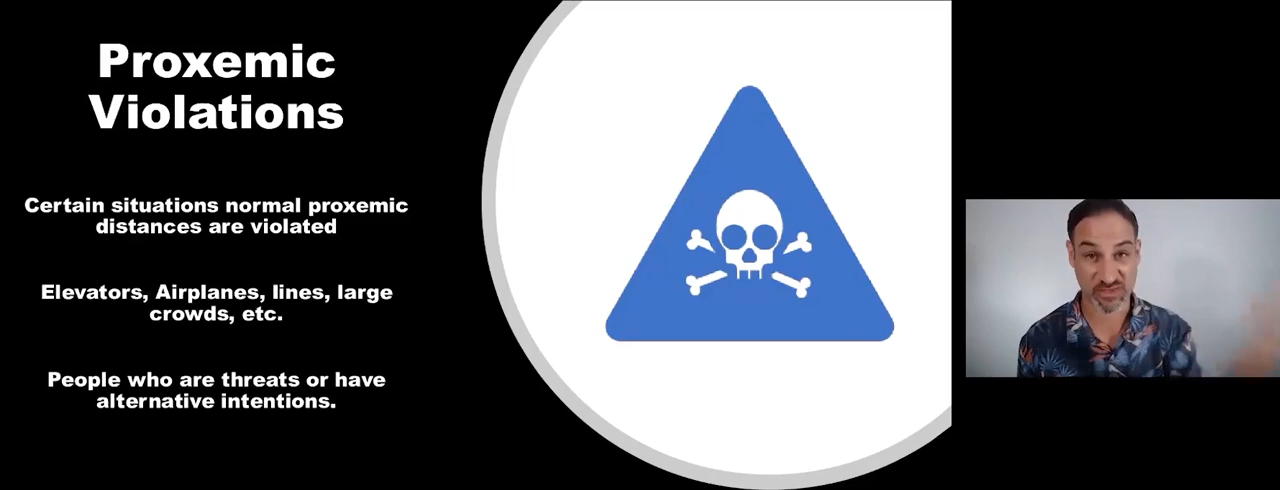 Proxemic
Violations
Certain situations normal proxemic
distances are violated
Elevators, Airplanes, lines, large
crowds, etc.
People who are threats or have
alternative intentions.